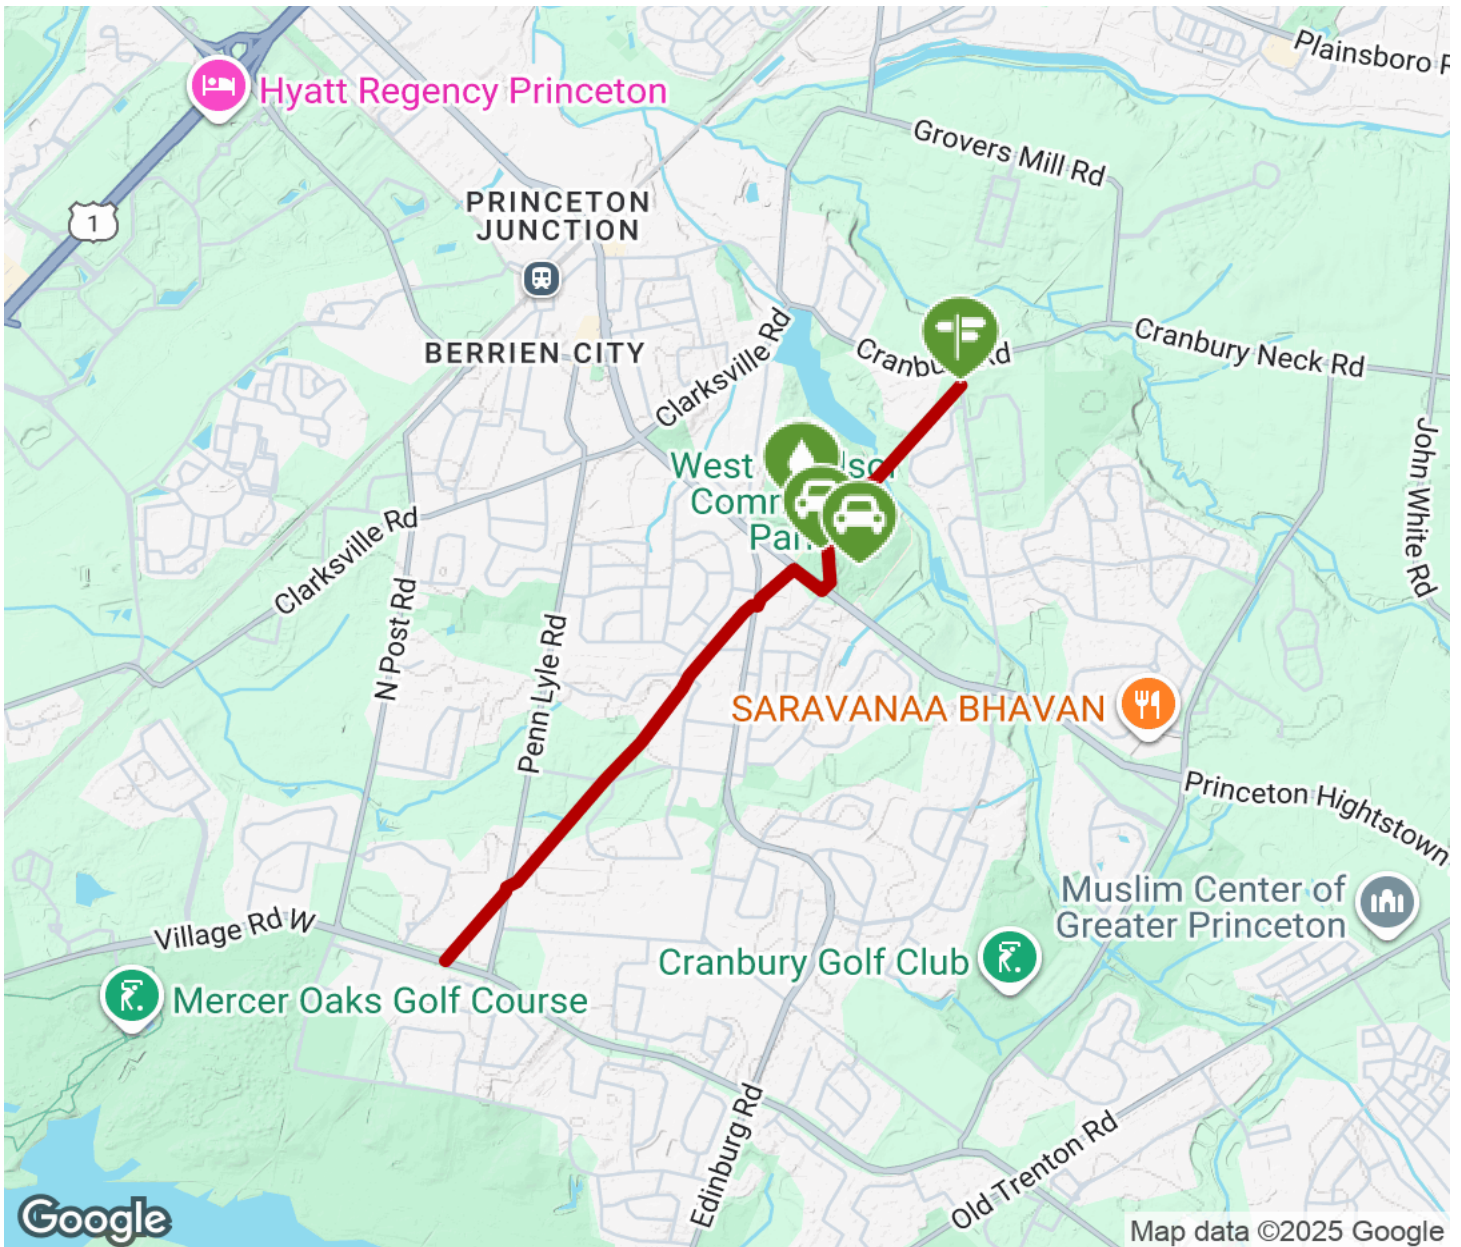 Plainsboro R
Hyatt Regency Princeton
Grovers Mill Rd
PRINCETON
JUNCTION
1
BERRIEN CITY
Clarksville Rd
Cranbury Neck Rd
West
Clarksville Rd
John White Rd
N Post Rd
Penn Lyle Rd
SARAVANAA BHAVAN
Princeton Hightstown
Muslim Center of
Greater Princeton
Village Rd W
Cranbury Golf Club
Mercer Oaks Golf Course
Edinburg Rd
Old Trenton Rd
Google
Map data ©2025 Google